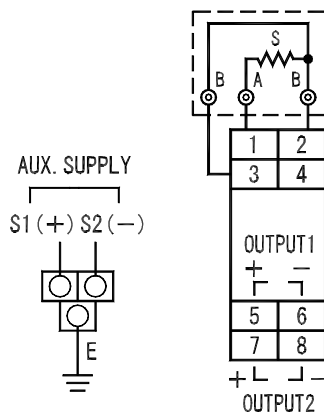 S
B A B
1 2
3 4
AUX. SUPPLY
S1(+) S2(−)
OUTPUT1
+ −
5 6
7 8
E
+ −
OUTPUT2